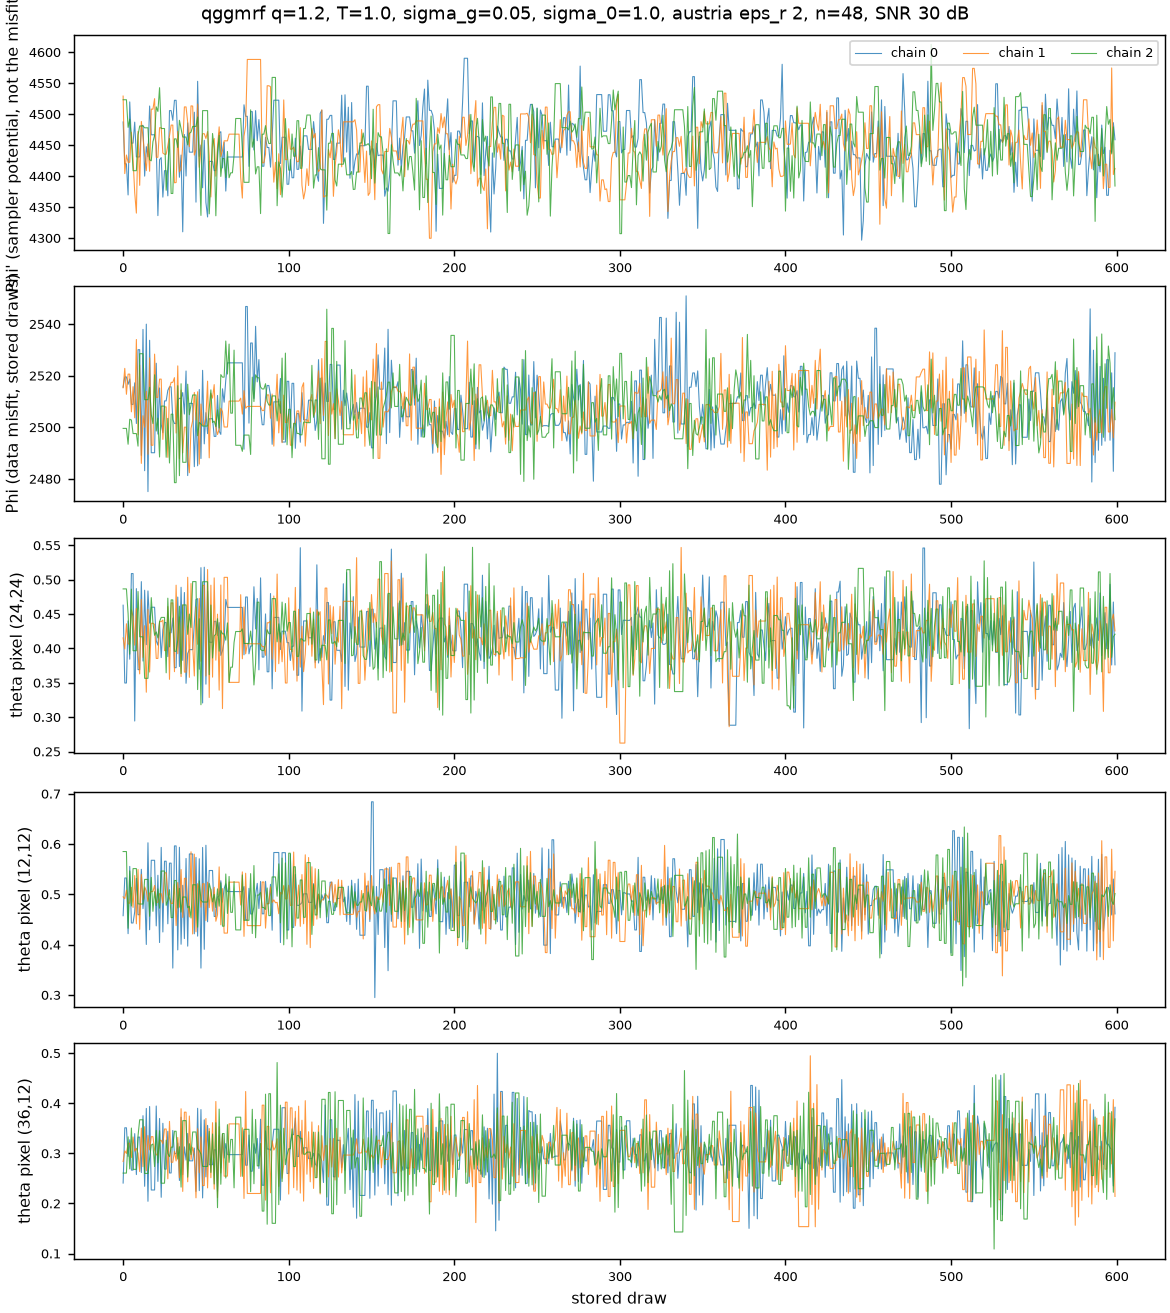 qggmrf q=1.2, T=1.0, sigma_g=0.05, sigma_0=1.0, austria eps_r 2, n=48, SNR 30 dB
Phi' (sampler potential, not the misfit
4600
4550
4500
4450
4400
4350
4300
chain 0 chain 1 chain 2
0 100 200 300 400 500 600
Phi (data misfit, stored draws)
2540
2520
2500
2480
0 100 200 300 400 500 600
theta pixel (24,24)
0.55
0.50
0.45
0.40
0.35
0.30
0.25
0 100 200 300 400 500 600
theta pixel (12,12)
0.7
0.6
0.5
0.4
0.3
0 100 200 300 400 500 600
theta pixel (36,12)
0.5
0.4
0.3
0.2
0.1
0 100 200 300 400 500 600
stored draw